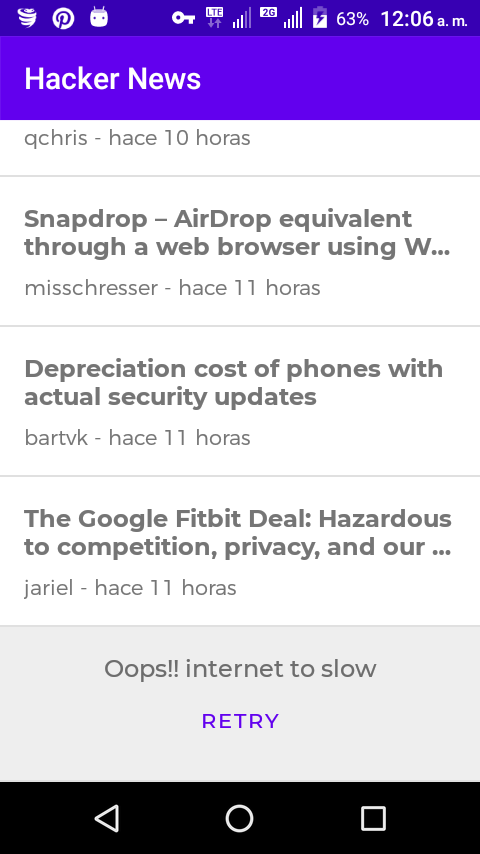 LTE 2G 63% 12:06 a. m.
Hacker News
qchris - hace 10 horas
Snapdrop – AirDrop equivalent
through a web browser using W...
misschresser - hace 11 horas
Depreciation cost of phones with
actual security updates
bartvk - hace 11 horas
The Google Fitbit Deal: Hazardous
to competition, privacy, and our ...
jariel - hace 11 horas
Oops!! internet to slow
RETRY